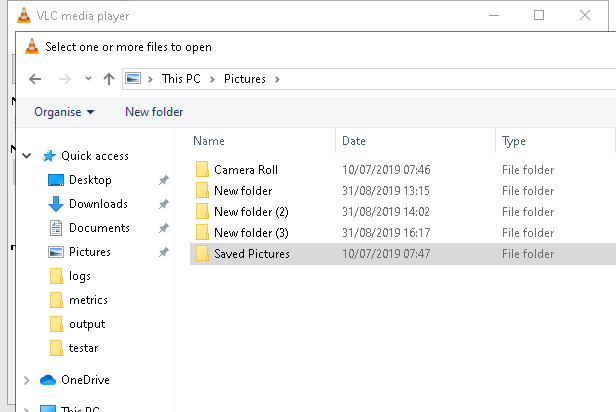 VLC media player
Select one or more files to open
This PC > Pictures >
Organise New folder
Name Date Type
Quick access
Desktop
Downloads
Documents
Pictures
logs
metrics
output
testar
OneDrive
This PC
Camera Roll 10/07/2019 07:46 File folder
New folder 31/08/2019 13:15 File folder
New folder (2) 31/08/2019 14:02 File folder
New folder (3) 31/08/2019 16:17 File folder
Saved Pictures 10/07/2019 07:47 File folder